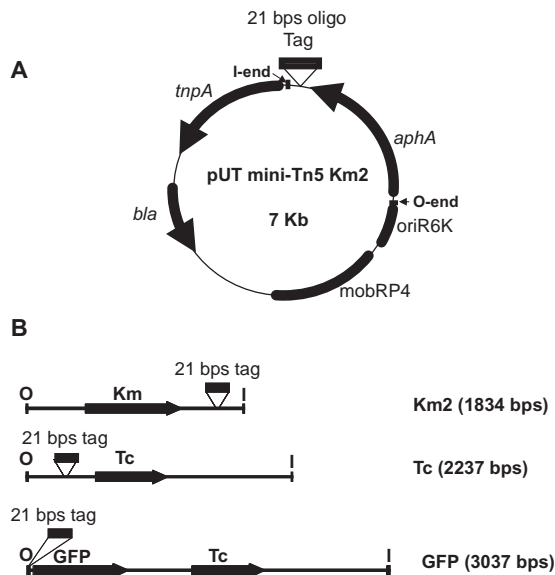 21 bps oligo
Tag
A
I-end
tnpA
aphA
pUT mini-Tn5 Km2
7 Kb
O-end
oriR6K
bla
mobRP4
B
21 bps tag
O
Km
I
Km2 (1834 bps)
21 bps tag
O
Tc
I
Tc (2237 bps)
21 bps tag
O
GFP
Tc
I
GFP (3037 bps)